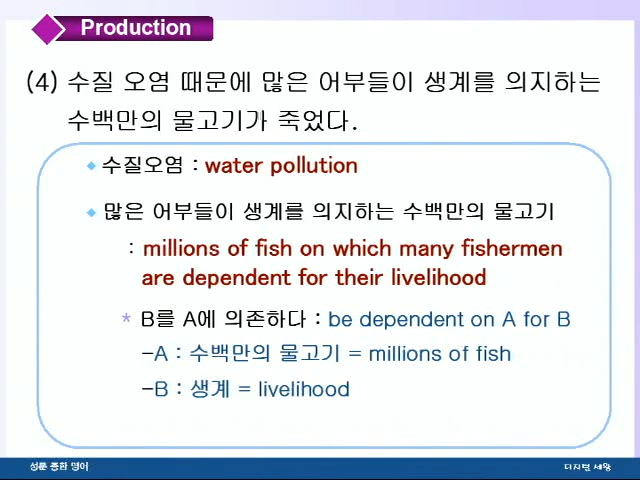 Production
(4) 수질 오염 때문에 많은 어부들이 생계를 의지하는
수백만의 물고기가 죽었다.
수질오염 : water pollution
많은 어부들이 생계를 의지하는 수백만의 물고기
: millions of fish on which many fishermen
are dependent for their livelihood
* B를 A에 의존하다 : be dependent on A for B
-A : 수백만의 물고기 = millions of fish
-B : 생계 = livelihood
성문 종합 영어
디지털 세왕